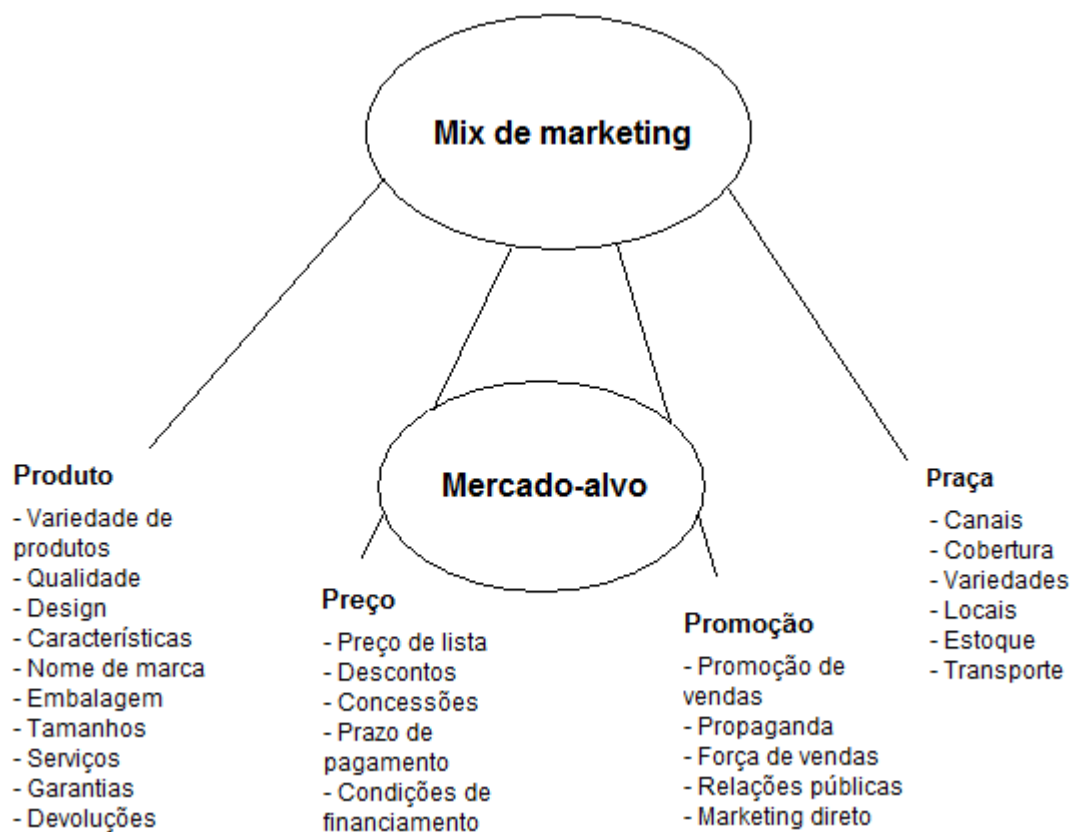 Mix de marketing
Mercado-alvo
Produto
- Variedade de
produtos
- Qualidade
- Design
- Características
- Nome de marca
- Embalagem
- Tamanhos
- Serviços
- Garantias
- Devoluções
Preço
- Preço de lista
- Descontos
- Concessões
- Prazo de
pagamento
- Condições de
financiamento
Promoção
- Promoção de
vendas
- Propaganda
- Força de vendas
- Relações públicas
- Marketing direto
Praça
- Canais
- Cobertura
- Variedades
- Locais
- Estoque
- Transporte